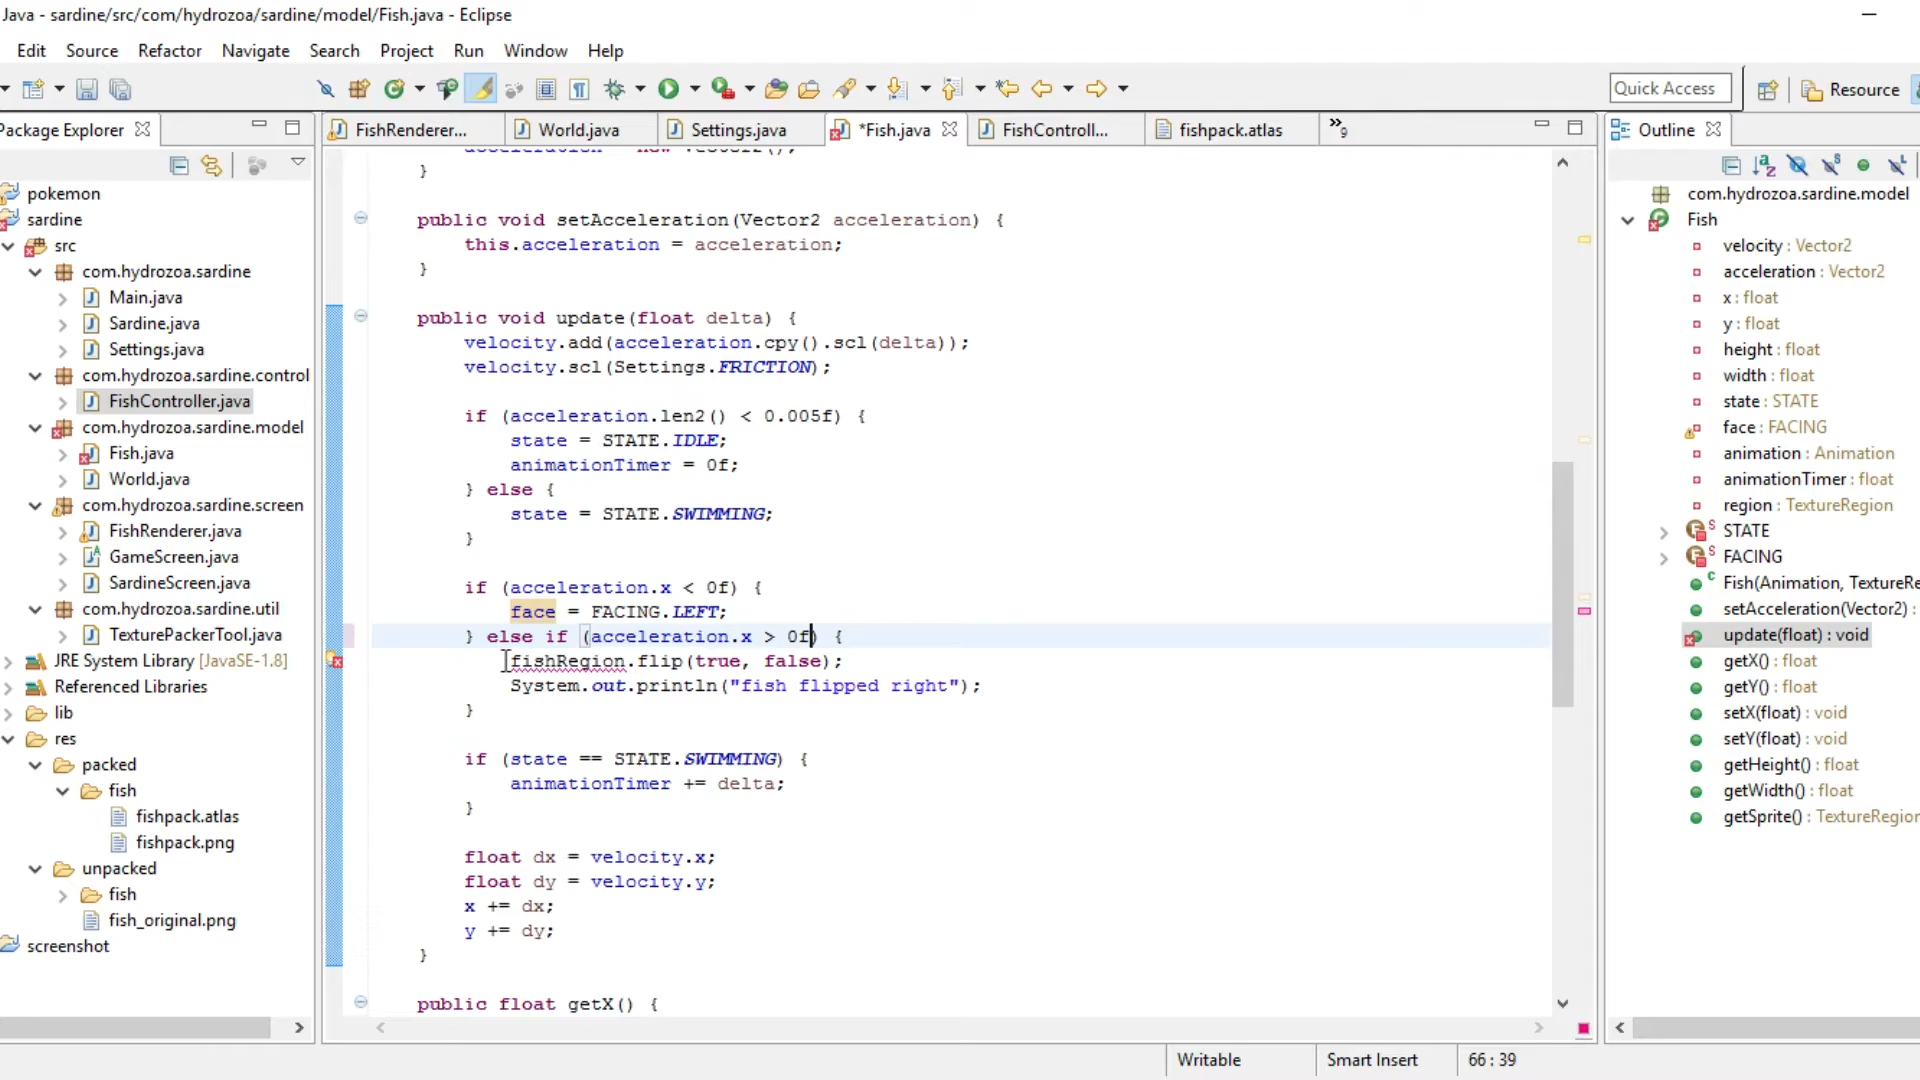 Java - sardine/src/com/hydrozoa/sardine/model/Fish.java - Eclipse
Edit Source Refactor Navigate Search Project Run Window Help
Quick Access
Resource
Package Explorer
pokemon
sardine
src
com.hydrozoa.sardine
Main.java
Sardine.java
Settings.java
com.hydrozoa.sardine.control
FishController.java
com.hydrozoa.sardine.model
Fish.java
World.java
com.hydrozoa.sardine.screen
FishRenderer.java
GameScreen.java
SardineScreen.java
com.hydrozoa.sardine.util
TexturePackerTool.java
JRE System Library [JavaSE-1.8]
Referenced Libraries
lib
res
packed
fish
fishpack.atlas
fishpack.png
unpacked
fish
fish_original.png
screenshot
FishRenderer... World.java Settings.java *Fish.java FishControll... fishpack.atlas »9
acceleration = new Vector2();
}
public void setAcceleration(Vector2 acceleration) {
this.acceleration = acceleration;
}
public void update(float delta) {
velocity.add(acceleration.cpy().scl(delta));
velocity.scl(Settings.FRICTION);
if (acceleration.len2() < 0.005f) {
state = STATE.IDLE;
animationTimer = 0f;
} else {
state = STATE.SWIMMING;
}
if (acceleration.x < 0f) {
face = FACING.LEFT;
} else if (acceleration.x > 0f) {
fishRegion.flip(true, false);
System.out.println("fish flipped right");
}
if (state == STATE.SWIMMING) {
animationTimer += delta;
}
float dx = velocity.x;
float dy = velocity.y;
x += dx;
y += dy;
}
public float getX() {
Outline
com.hydrozoa.sardine.model
Fish
velocity : Vector2
acceleration : Vector2
x : float
y : float
height : float
width : float
state : STATE
face : FACING
animation : Animation
animationTimer : float
region : TextureRegion
STATE
FACING
Fish(Animation, TextureRe
setAcceleration(Vector2) :
update(float) : void
getX() : float
getY() : float
setX(float) : void
setY(float) : void
getHeight() : float
getWidth() : float
getSprite() : TextureRegion
Writable Smart Insert 66 : 39